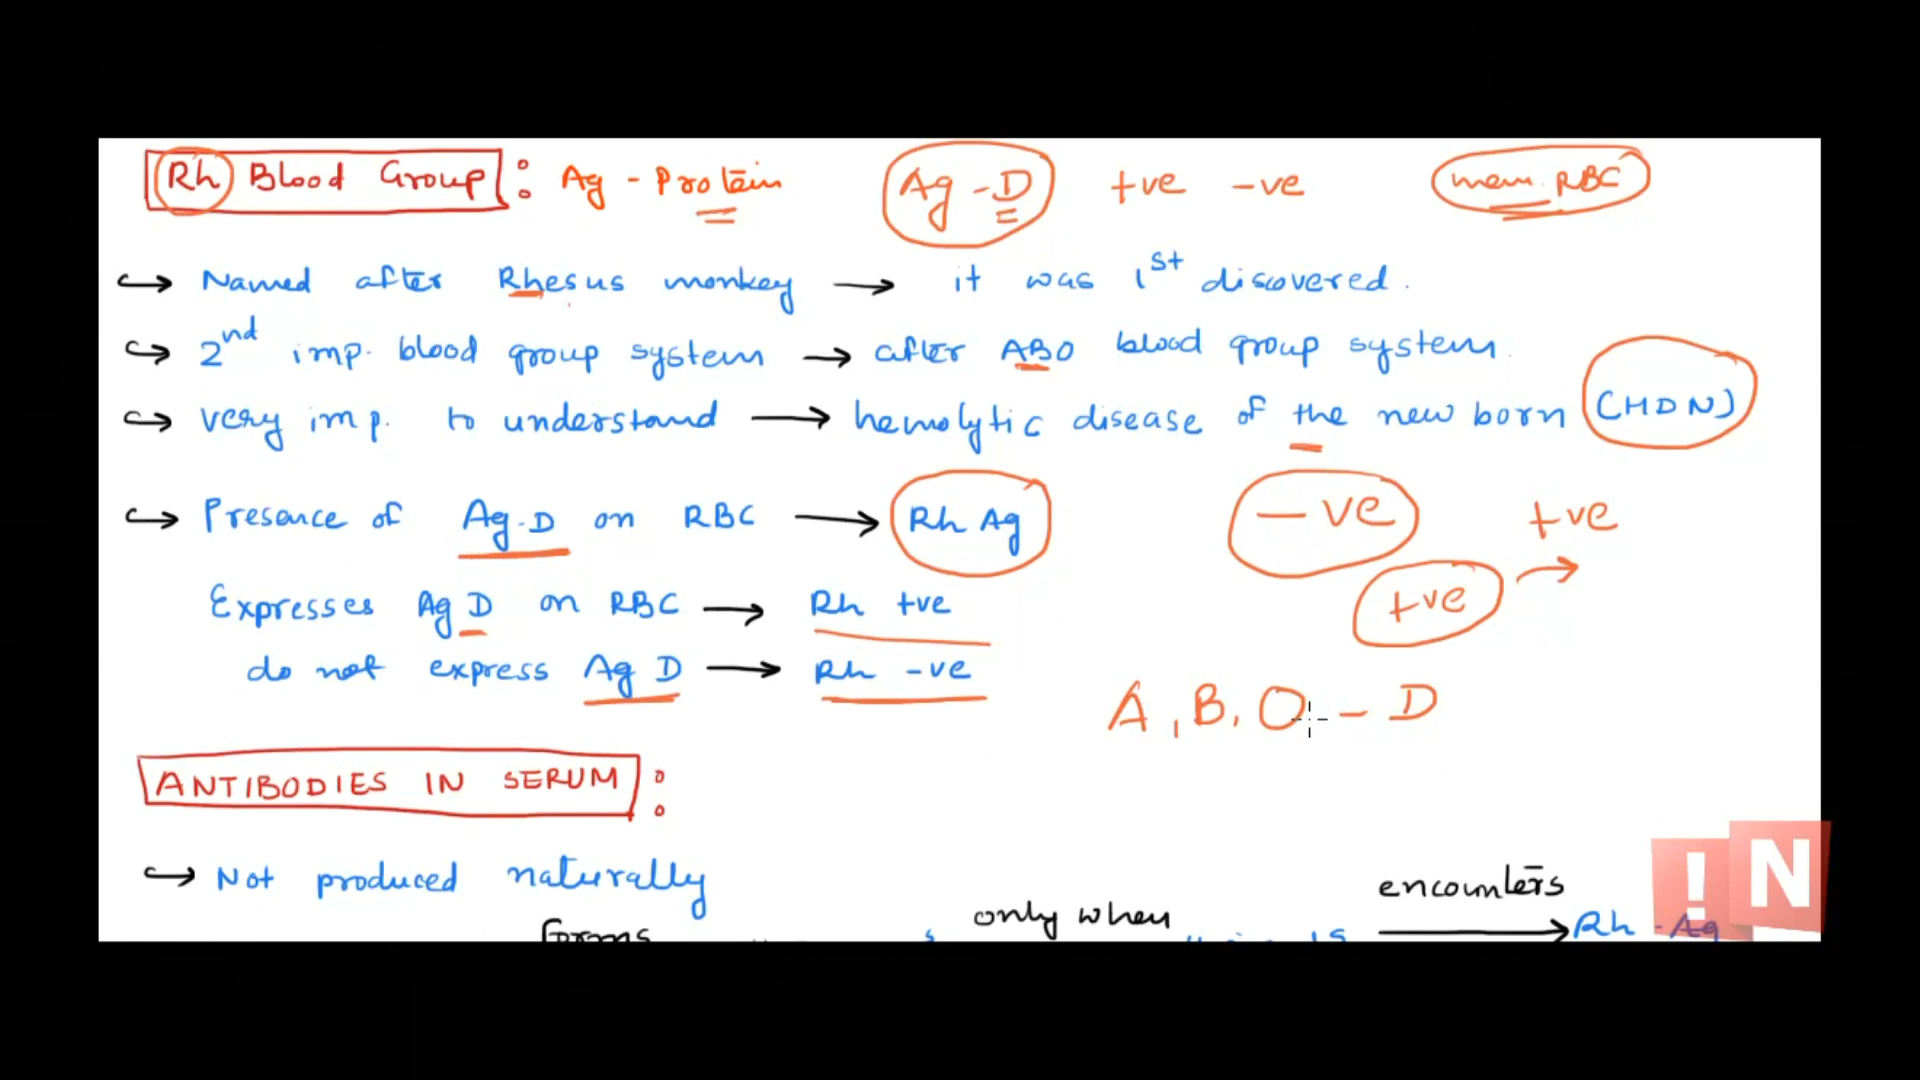 Rh Blood Group : Ag - Protein Ag - D +ve -ve mem. RBC
↪ Named after Rhesus monkey → it was 1st discovered.
↪ 2nd imp. blood group system → after ABO blood group system.
↪ very imp. to understand → hemolytic disease of the new born (HDN)
↪ Presence of Ag-D on RBC → Rh Ag
-ve +ve
Expresses Ag D on RBC → Rh +ve
+ve →
do not express Ag D → Rh -ve
A, B, O - D
ANTIBODIES IN SERUM :
↪ Not produced naturally
forms only when encounters → Rh - Ag
!N